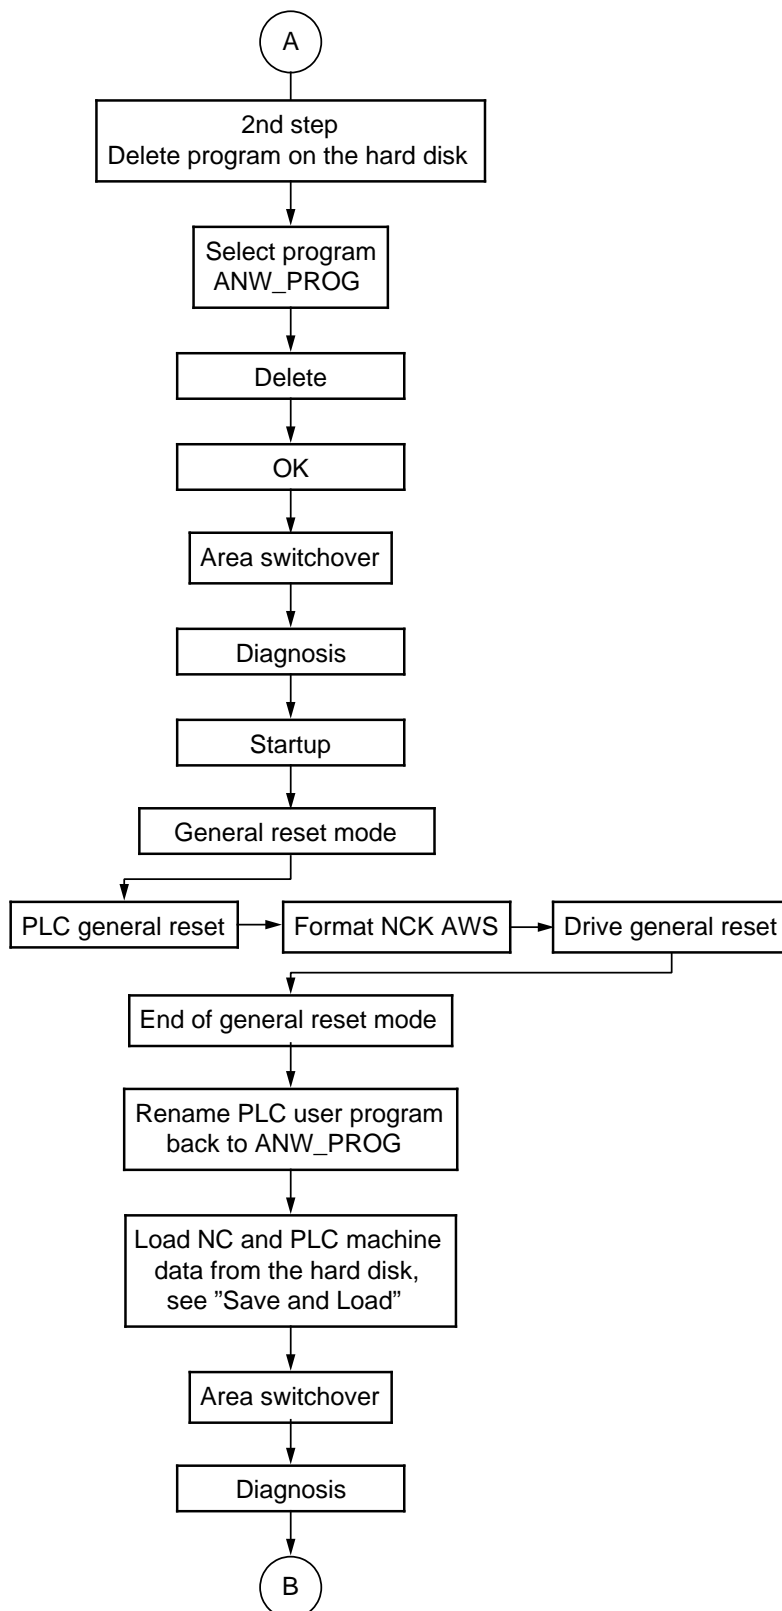 A
2nd step
Delete program on the hard disk
Select program
ANW_PROG
Delete
OK
Area switchover
Diagnosis
Startup
General reset mode
PLC general reset
Format NCK AWS
Drive general reset
End of general reset mode
Rename PLC user program
back to ANW_PROG
Load NC and PLC machine
data from the hard disk,
see ”Save and Load”
Area switchover
Diagnosis
B